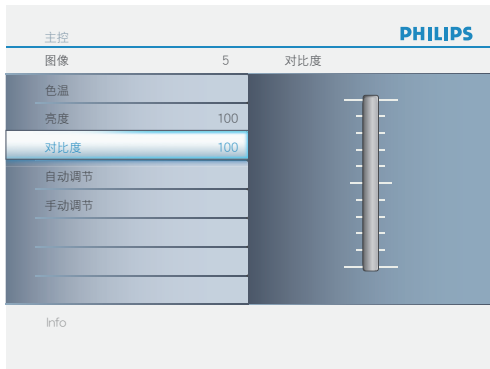 主控
PHILIPS
图像 5 对比度
色温
亮度 100
对比度 100
自动调节
手动调节
Info